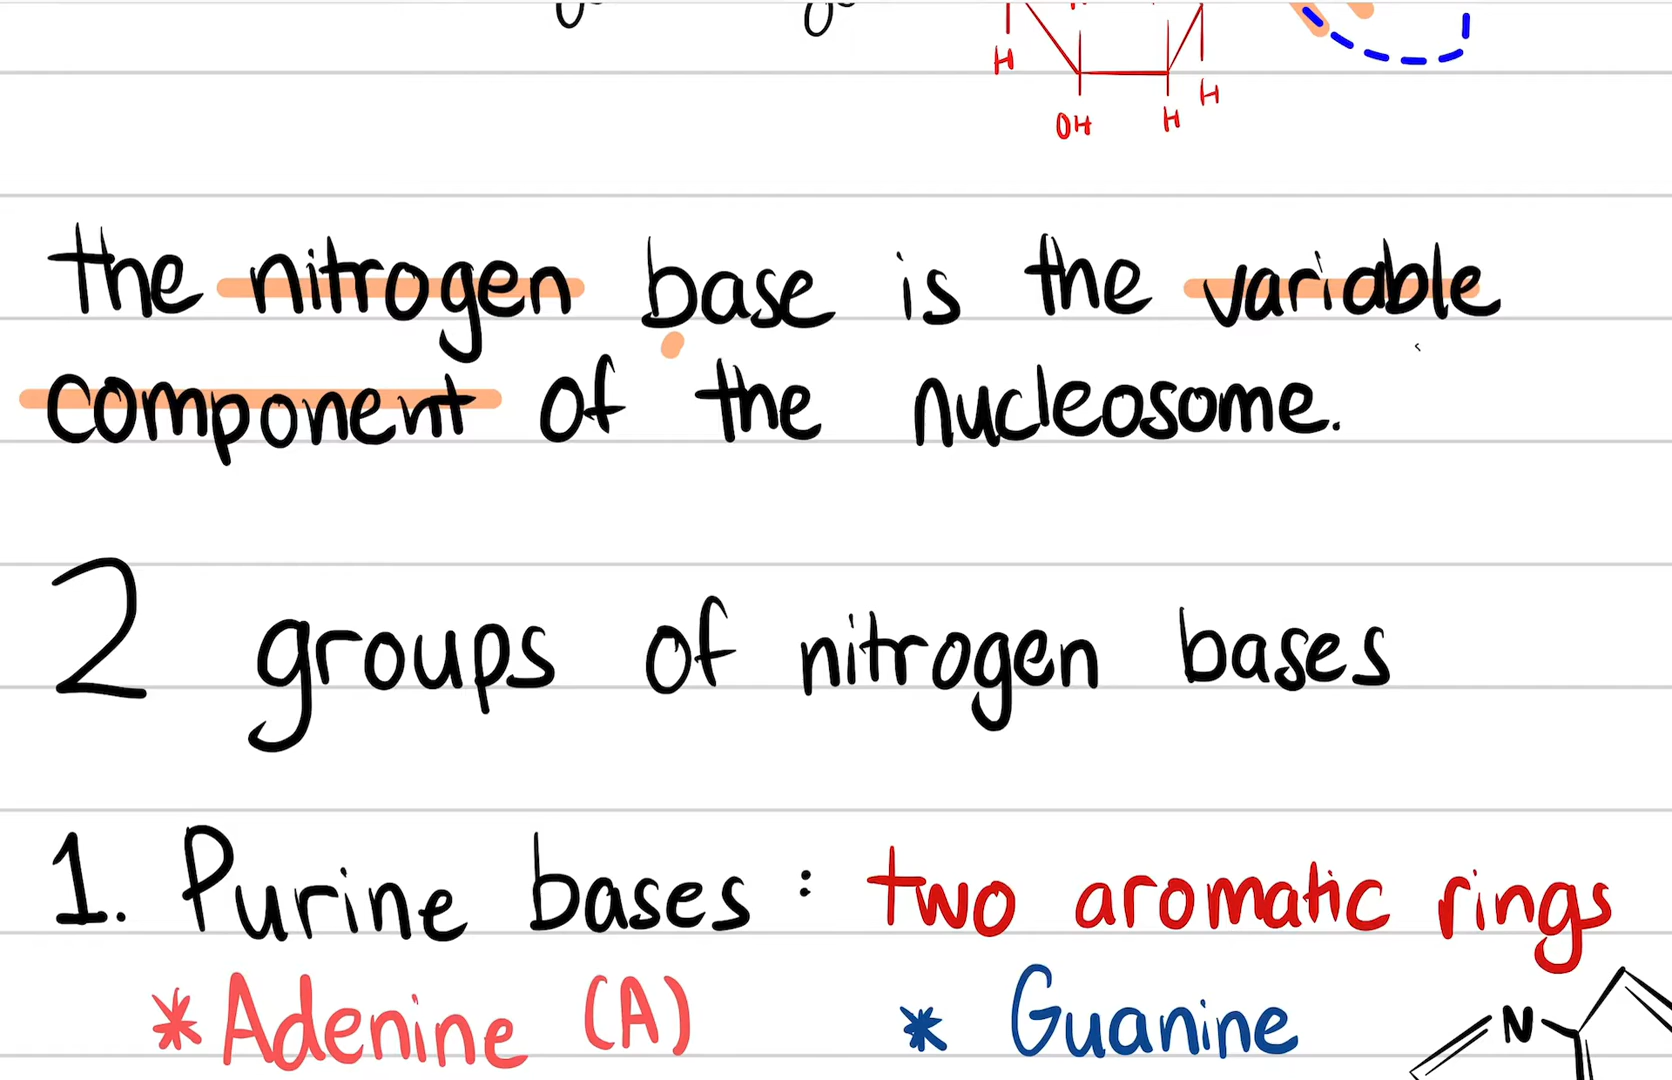 H
H
OH
H
the nitrogen base is the variable
component of the nucleosome.
2 groups of nitrogen bases
1. Purine bases : two aromatic rings
* Adenine (A) * Guanine
N